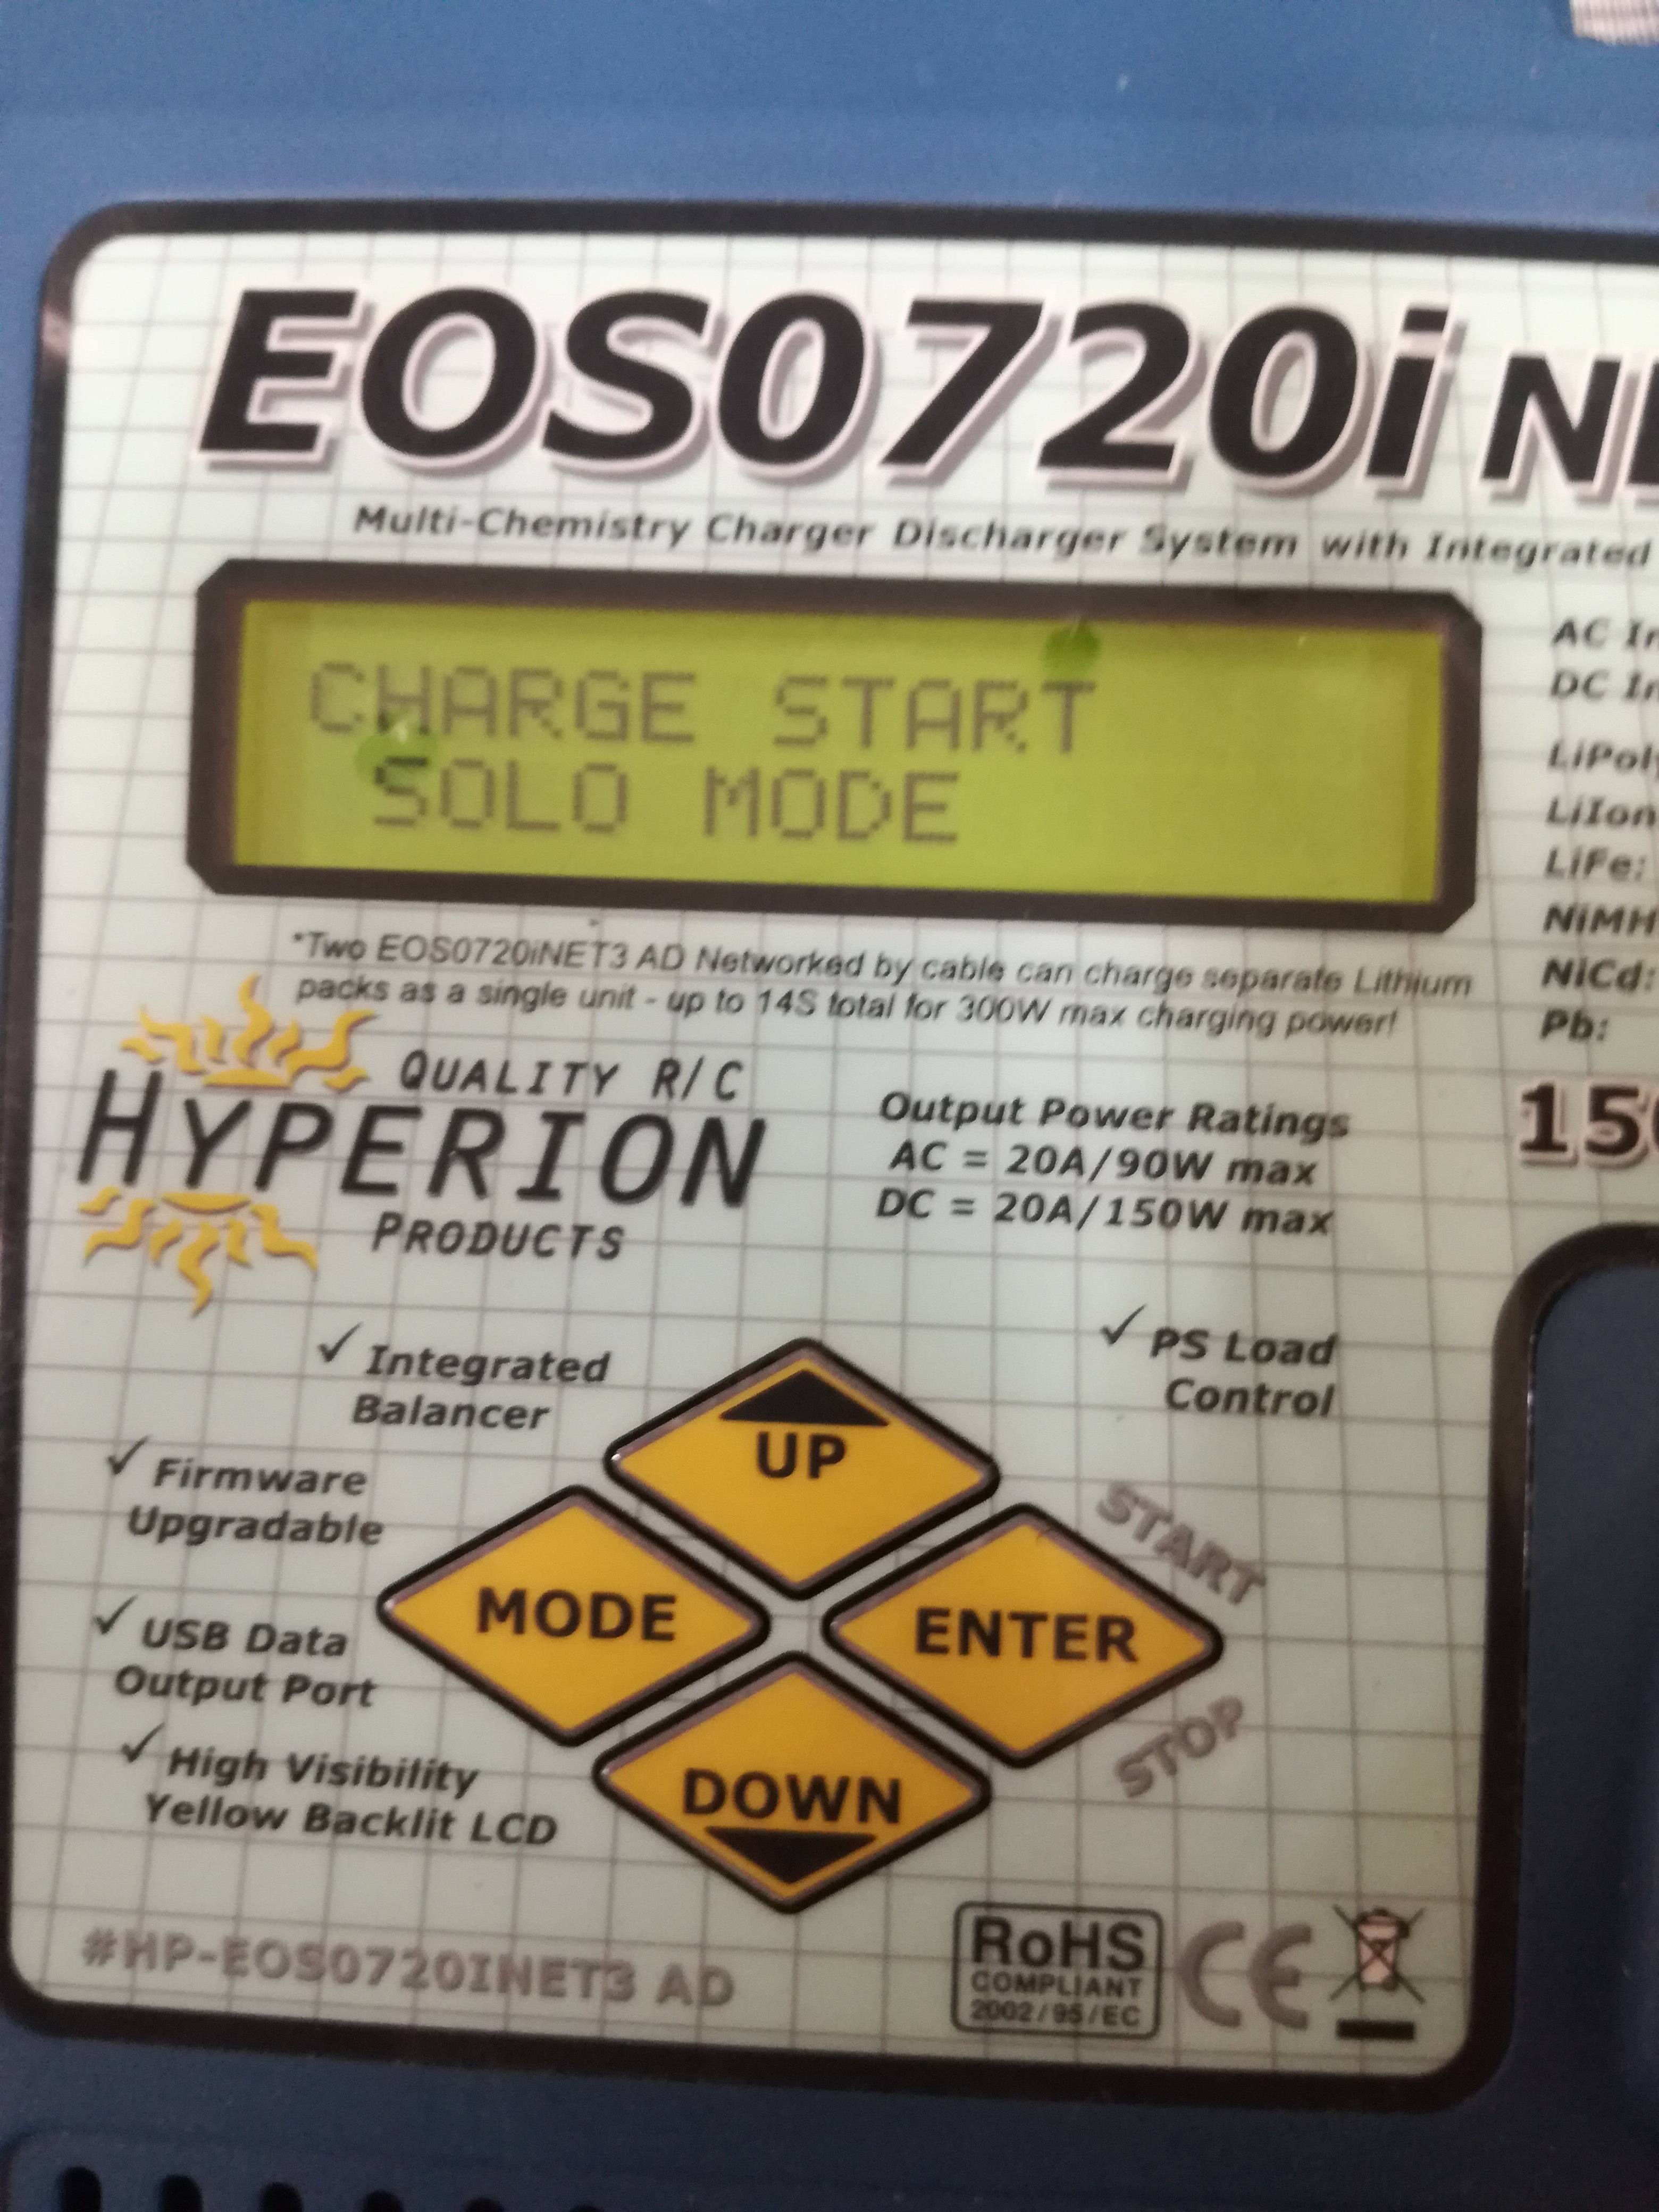 EOS0720i
Multi-Chemistry Charger Discharger System with Integrated
CHARGE START
SOLO MODE
*Two EOS0720iNET3 AD Networked by cable can charge separate Lithium
packs as a single unit - up to 14S total for 300W max charging power!
AC
DC
LiPoly
LiIon
LiFe:
NiMH
NiCd:
Pb:
QUALITY R/C
HYPERION
PRODUCTS
Output Power Ratings
AC = 20A/90W max
DC = 20A/150W max
✓ Integrated
Balancer
✓ PS Load
Control
✓ Firmware
Upgradable
✓ USB Data
Output Port
✓ High Visibility
Yellow Backlit LCD
UP
MODE
ENTER
DOWN
START
STOP
#HP-EOS0720INET3 AD
RoHS
COMPLIANT
2002/95/EC
CE